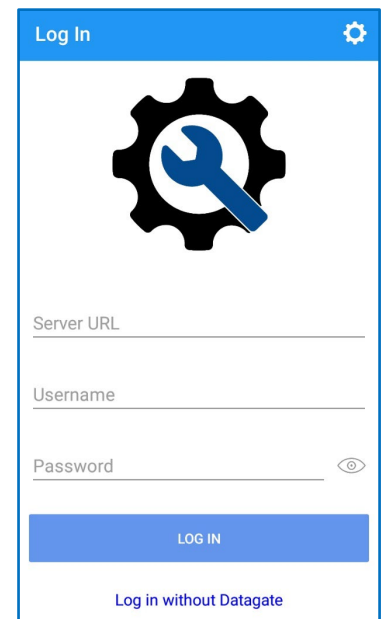 Log In
Server URL
Username
Password
LOG IN
Log in without Datagate